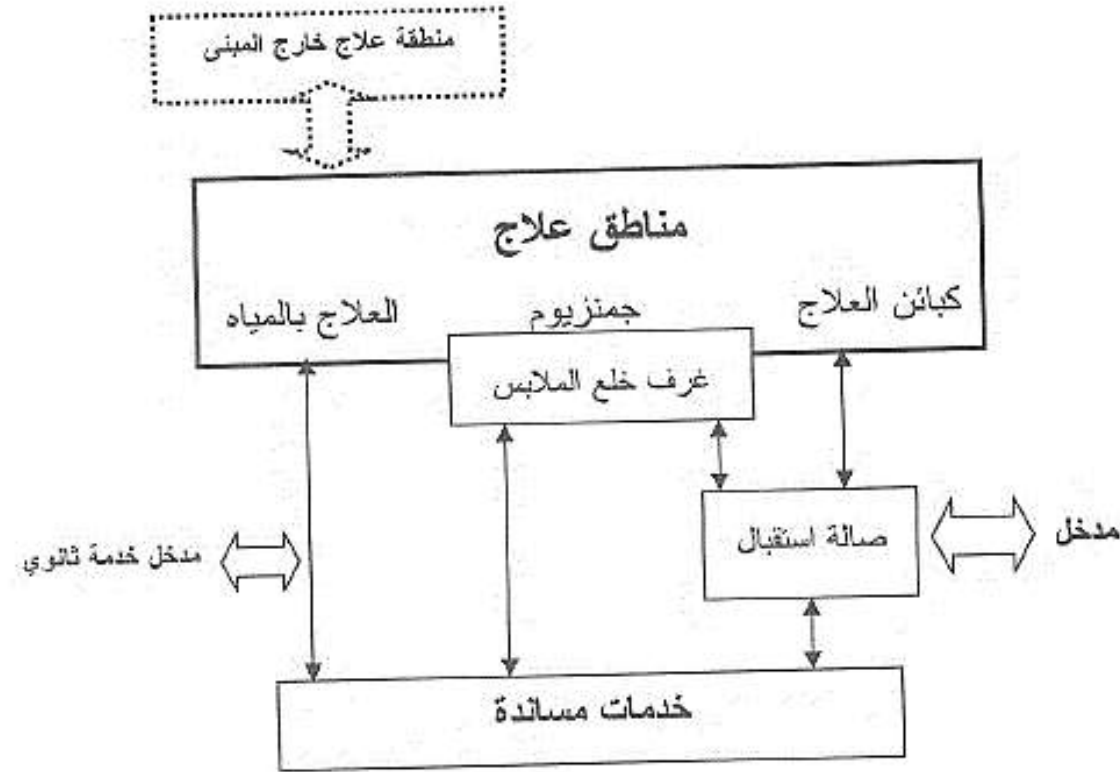 منطقة علاج خارج المبنى
مناطق علاج
كبائن العلاج
جمنزيوم
العلاج بالمياه
غرف خلع الملابس
صالة استقبال
مدخل
مدخل خدمة ثانوي
خدمات مساندة